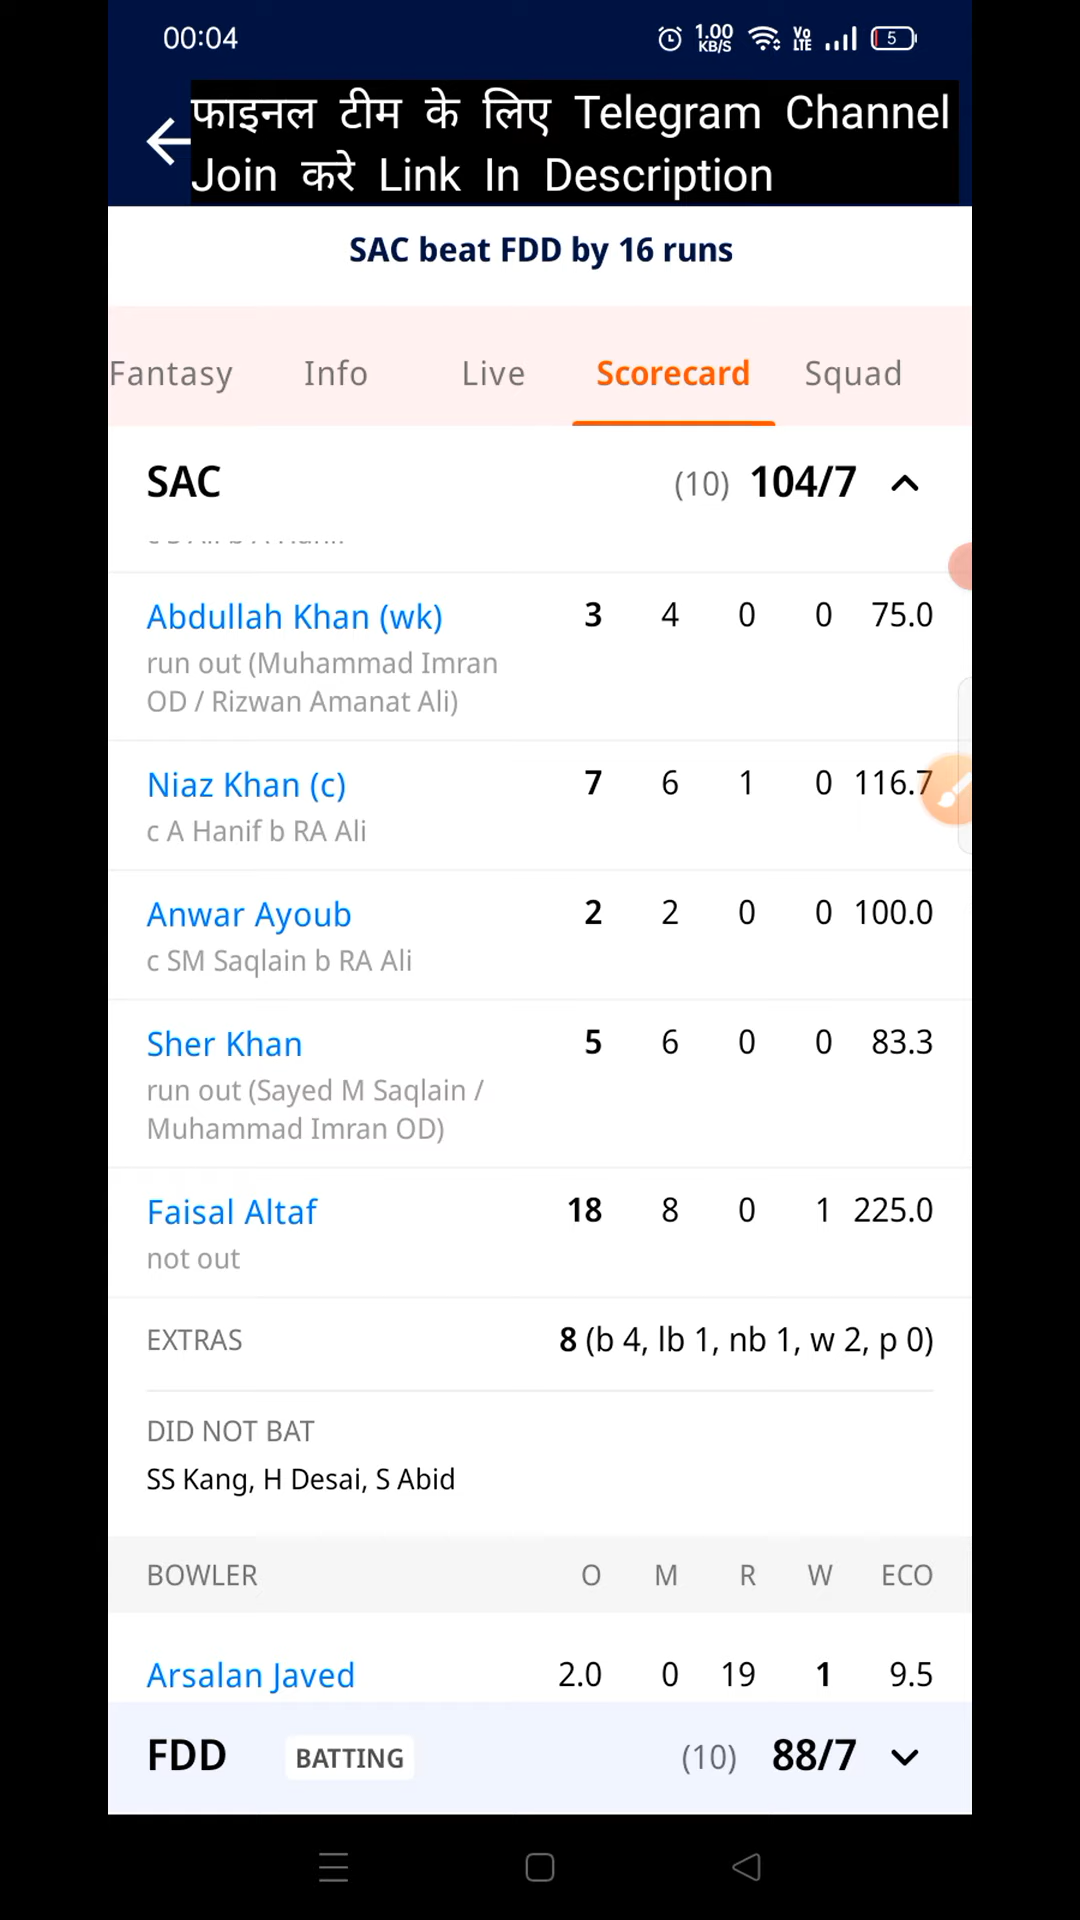 00:04
1.00 KB/S
Vo LTE
5
फाइनल टीम के लिए Telegram Channel
Join करे Link In Description
SAC beat FDD by 16 runs
Fantasy Info Live Scorecard Squad
SAC (10) 104/7
Abdullah Khan (wk) 3 4 0 0 75.0
run out (Muhammad Imran
OD / Rizwan Amanat Ali)
Niaz Khan (c) 7 6 1 0 116.7
c A Hanif b RA Ali
Anwar Ayoub 2 2 0 0 100.0
c SM Saqlain b RA Ali
Sher Khan 5 6 0 0 83.3
run out (Sayed M Saqlain /
Muhammad Imran OD)
Faisal Altaf 18 8 0 1 225.0
not out
EXTRAS 8 (b 4, lb 1, nb 1, w 2, p 0)
DID NOT BAT
SS Kang, H Desai, S Abid
BOWLER O M R W ECO
Arsalan Javed 2.0 0 19 1 9.5
FDD BATTING (10) 88/7